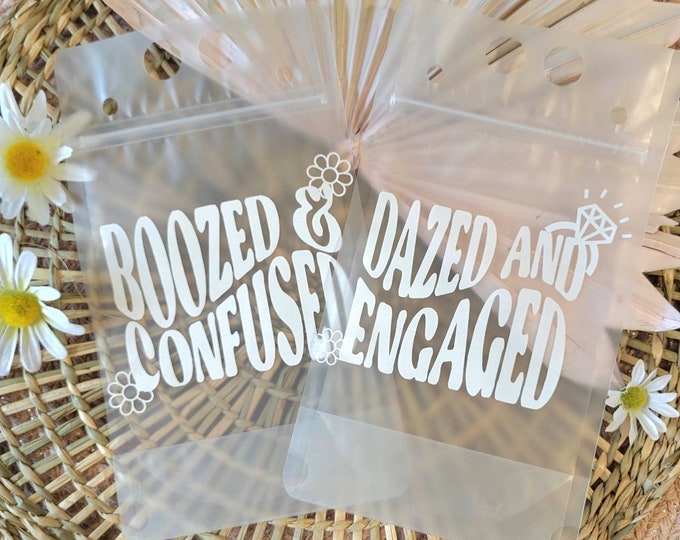 BOOZED &
CONFUSED
DAZED AND
ENGAGED